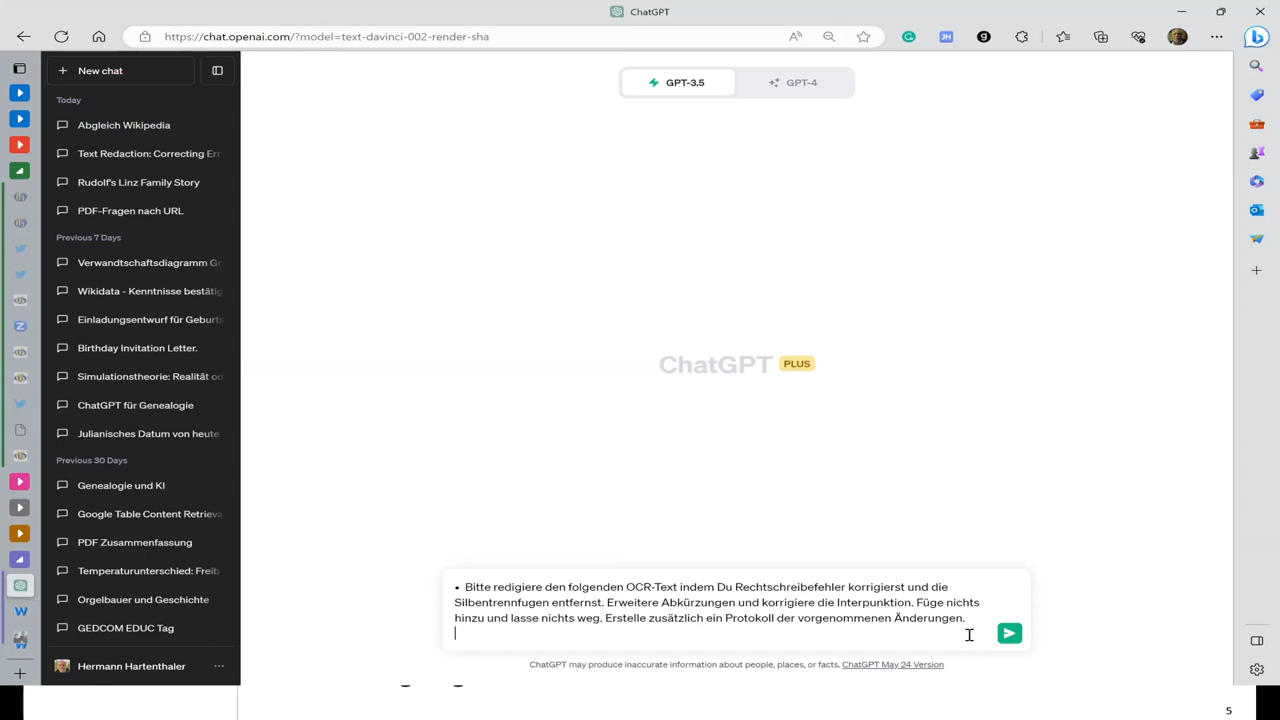 ChatGPT
https://chat.openai.com/?model=text-davinci-002-render-sha
New chat
GPT-3.5
GPT-4
Today
Abgleich Wikipedia
Text Redaction: Correcting Err
Rudolf's Linz Family Story
PDF-Fragen nach URL
Previous 7 Days
Verwandtschaftsdiagramm Gr
Wikidata - Kenntnisse bestätig
Einladungsentwurf für Geburts
Birthday Invitation Letter.
Simulationstheorie: Realität od
ChatGPT für Genealogie
Julianisches Datum von heute
Previous 30 Days
Genealogie und KI
Google Table Content Retrieva
PDF Zusammenfassung
Temperaturunterschied: Freib
Orgelbauer und Geschichte
GEDCOM EDUC Tag
Hermann Hartenthaler
ChatGPT PLUS
• Bitte redigiere den folgenden OCR-Text indem Du Rechtschreibefehler korrigierst und die
Silbentrennfugen entfernst. Erweitere Abkürzungen und korrigiere die Interpunktion. Füge nichts
hinzu und lasse nichts weg. Erstelle zusätzlich ein Protokoll der vorgenommenen Änderungen.
ChatGPT may produce inaccurate information about people, places, or facts. ChatGPT May 24 Version
5